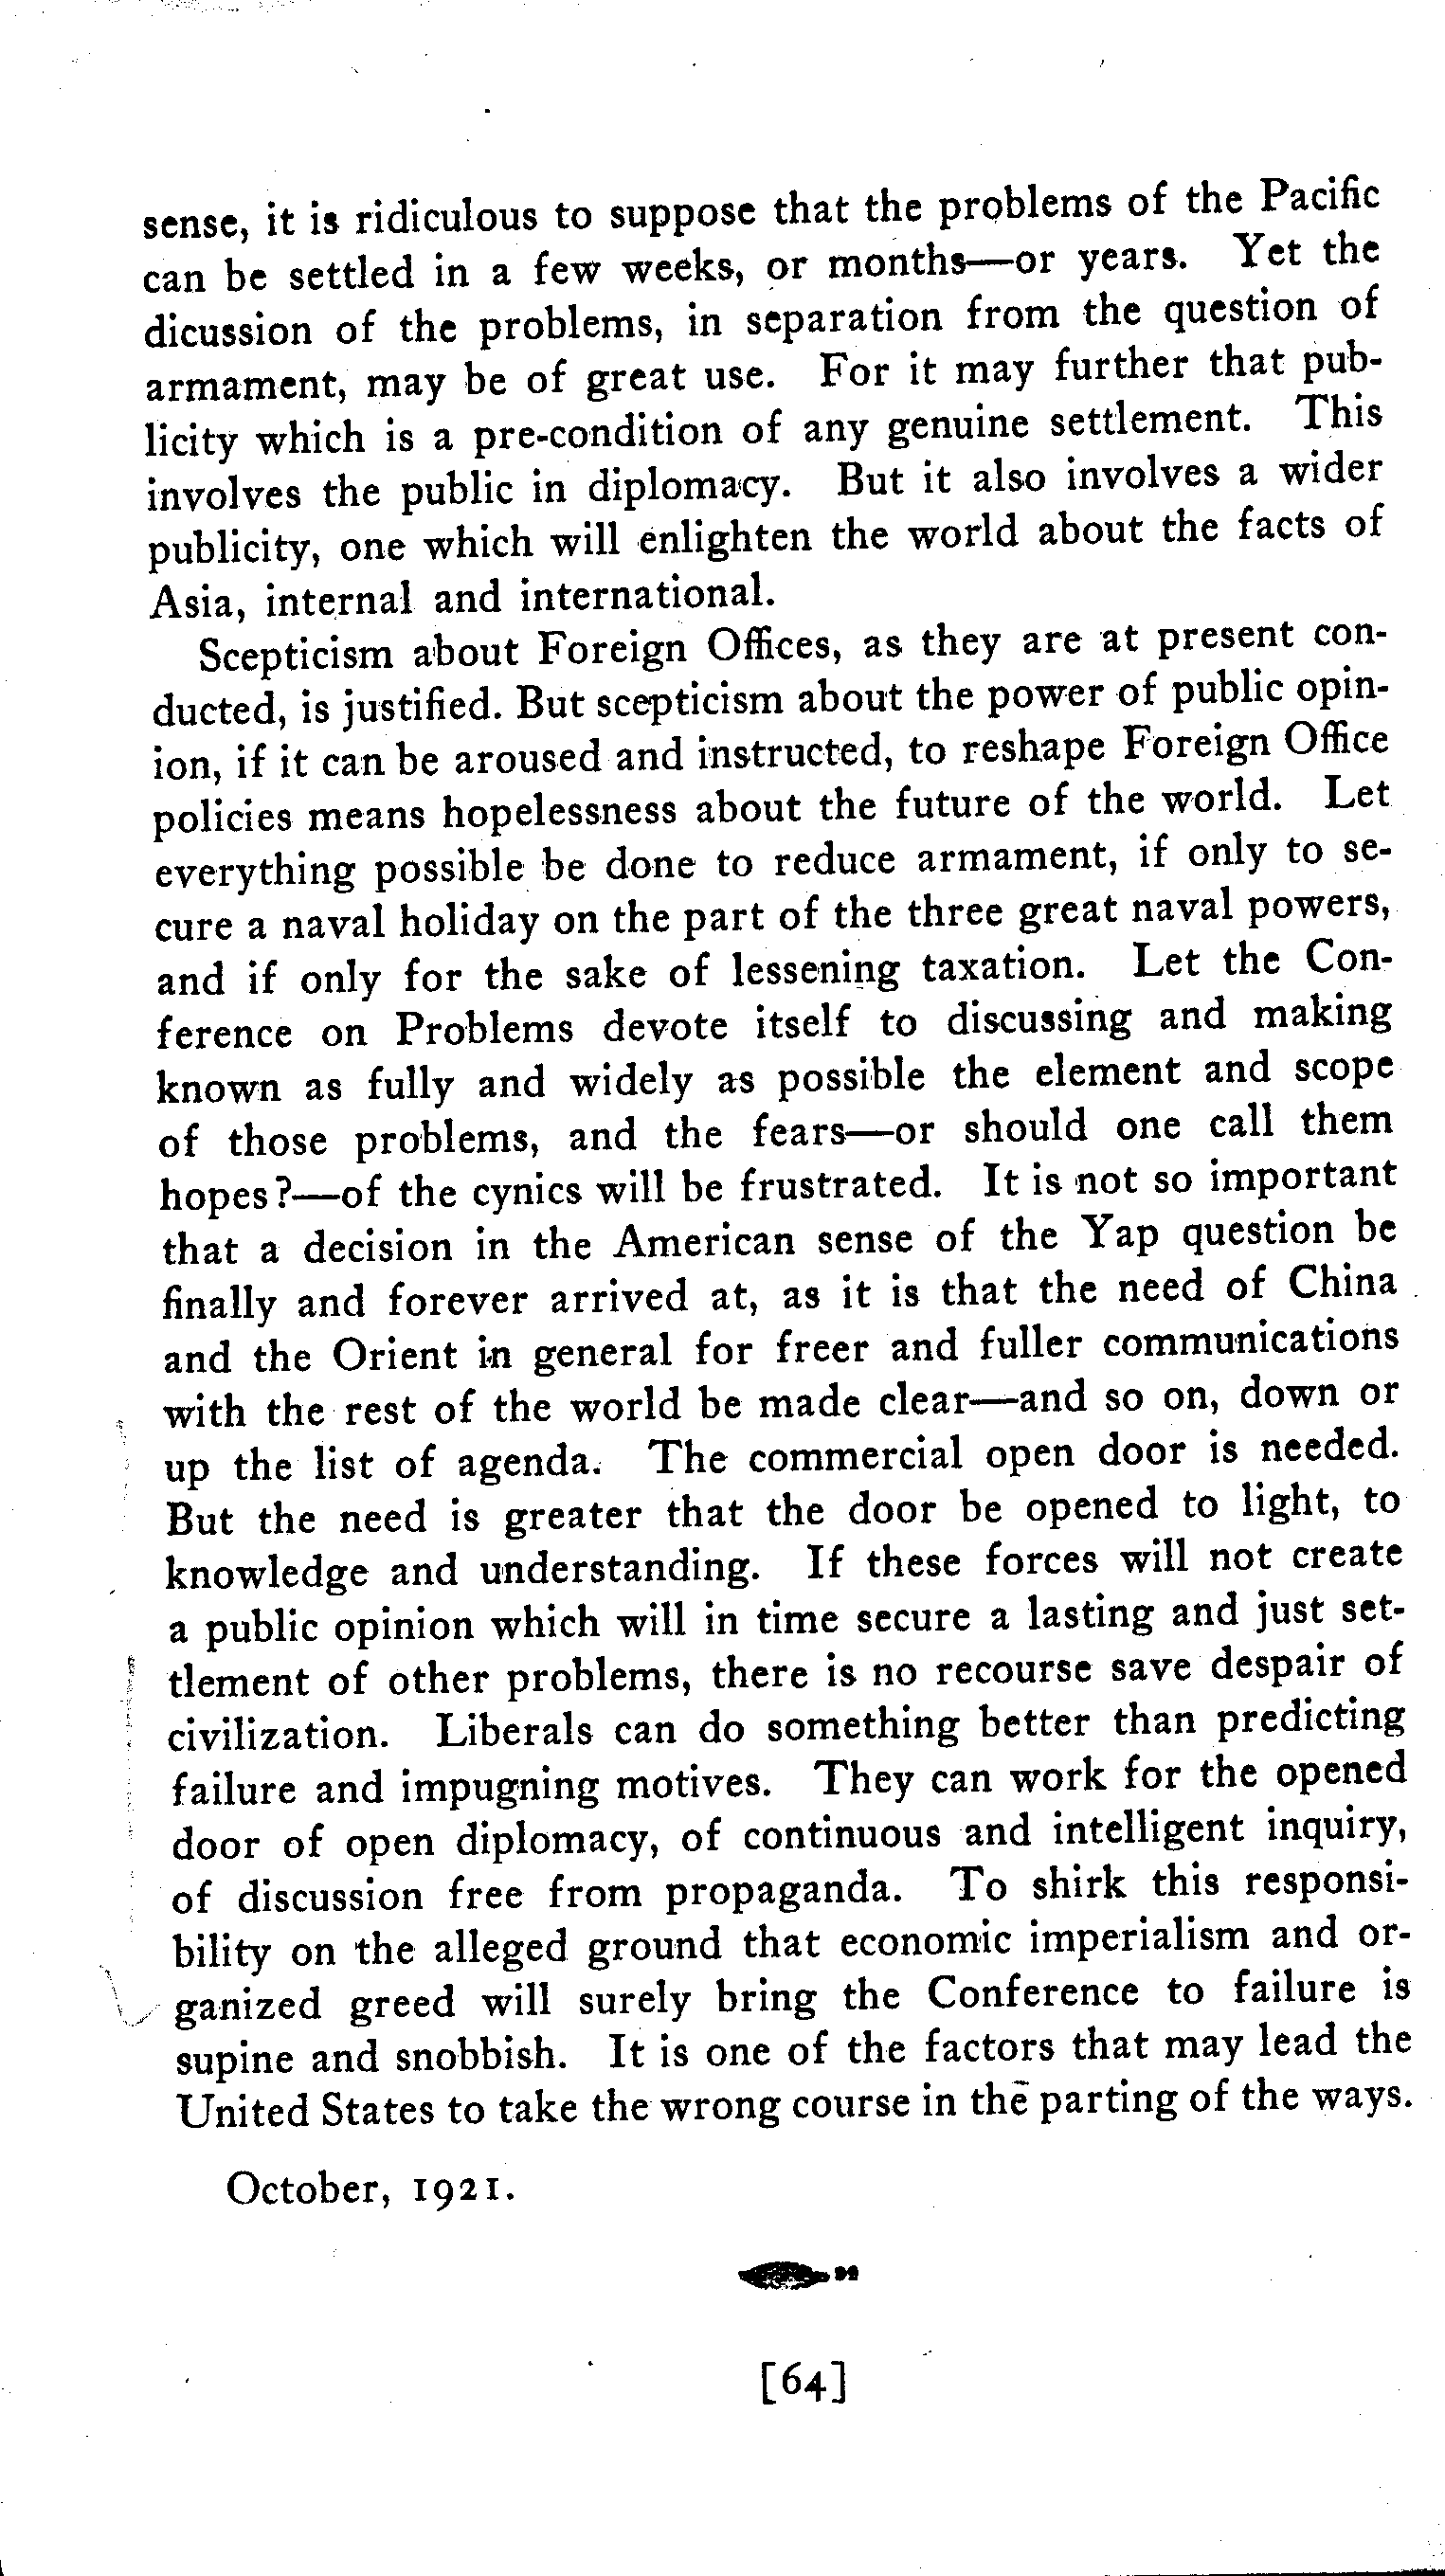 sense, it is ridiculous to suppose that the problems of the Pacific
can be settled in a few weeks, or months—or years. Yet the
dicussion of the problems, in separation from the question of
armament, may be of great use. For it may further that pub-
licity which is a pre-condition of any genuine settlement. This
involves the public in diplomacy. But it also involves a wider
publicity, one which will enlighten the world about the facts of
Asia, internal and international.
Scepticism about Foreign Offices, as they are at present con-
ducted, is justified. But scepticism about the power of public opin-
ion, if it can be aroused and instructed, to reshape Foreign Office
policies means hopelessness about the future of the world. Let
everything possible be done to reduce armament, if only to se-
cure a naval holiday on the part of the three great naval powers,
and if only for the sake of lessening taxation. Let the Con-
ference on Problems devote itself to discussing and making
known as fully and widely as possible the element and scope
of those problems, and the fears—or should one call them
hopes?—of the cynics will be frustrated. It is not so important
that a decision in the American sense of the Yap question be
finally and forever arrived at, as it is that the need of China
and the Orient in general for freer and fuller communications
with the rest of the world be made clear—and so on, down or
up the list of agenda. The commercial open door is needed.
But the need is greater that the door be opened to light, to
knowledge and understanding. If these forces will not create
a public opinion which will in time secure a lasting and just set-
tlement of other problems, there is no recourse save despair of
civilization. Liberals can do something better than predicting
failure and impugning motives. They can work for the opened
door of open diplomacy, of continuous and intelligent inquiry,
of discussion free from propaganda. To shirk this responsi-
bility on the alleged ground that economic imperialism and or-
ganized greed will surely bring the Conference to failure is
supine and snobbish. It is one of the factors that may lead the
United States to take the wrong course in the parting of the ways.
October, 1921.
[64]